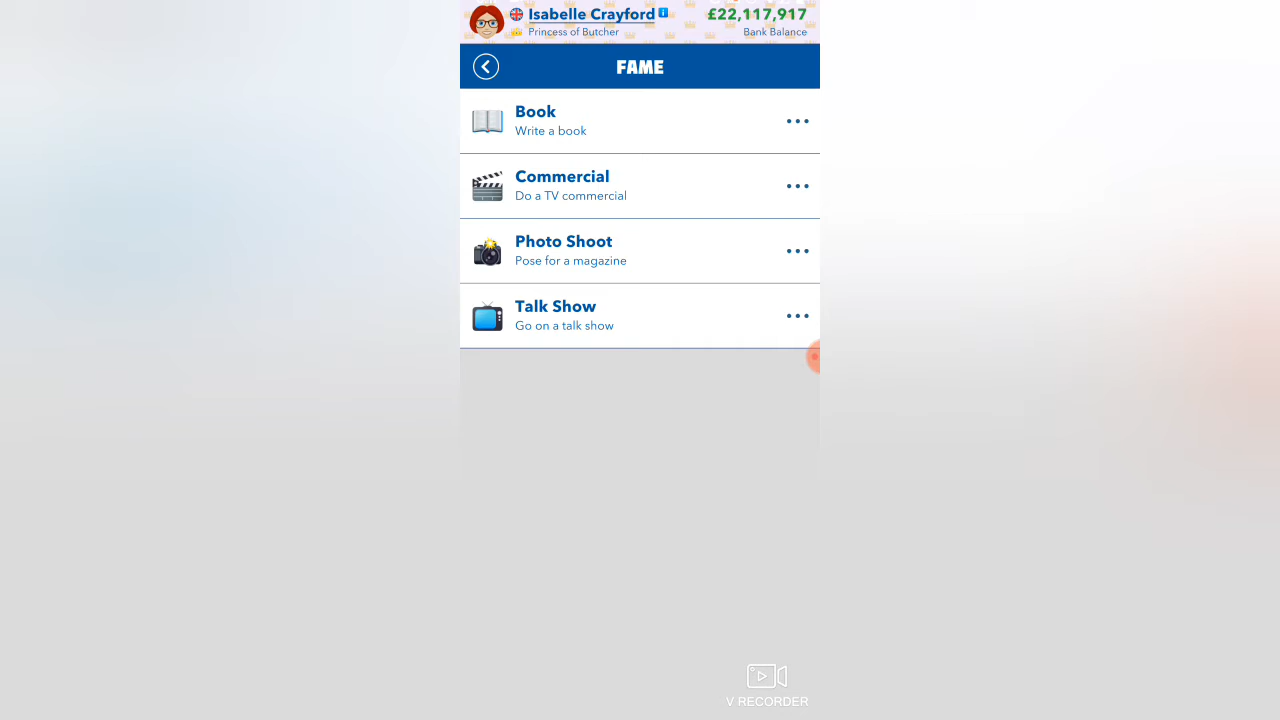 Isabelle Crayford
£22,117,917
Princess of Butcher
Bank Balance
FAME
Book
Write a book
Commercial
Do a TV commercial
Photo Shoot
Pose for a magazine
Talk Show
Go on a talk show
V RECORDER